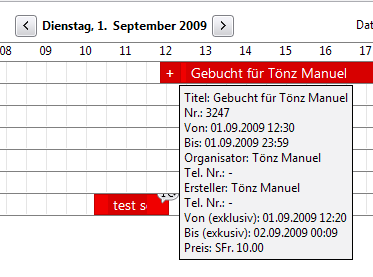 Dienstag, 1. September 2009
Dat
08 09 10 11 12 13 14 15 16 17
+ Gebucht für Tönz Manuel
Titel: Gebucht für Tönz Manuel
Nr.: 3247
Von: 01.09.2009 12:30
Bis: 01.09.2009 23:59
Organisator: Tönz Manuel
Tel. Nr.: -
Ersteller: Tönz Manuel
Tel. Nr.: -
Von (exklusiv): 01.09.2009 12:20
Bis (exkusiv): 02.09.2009 00:09
Preis: SFr. 10.00
test